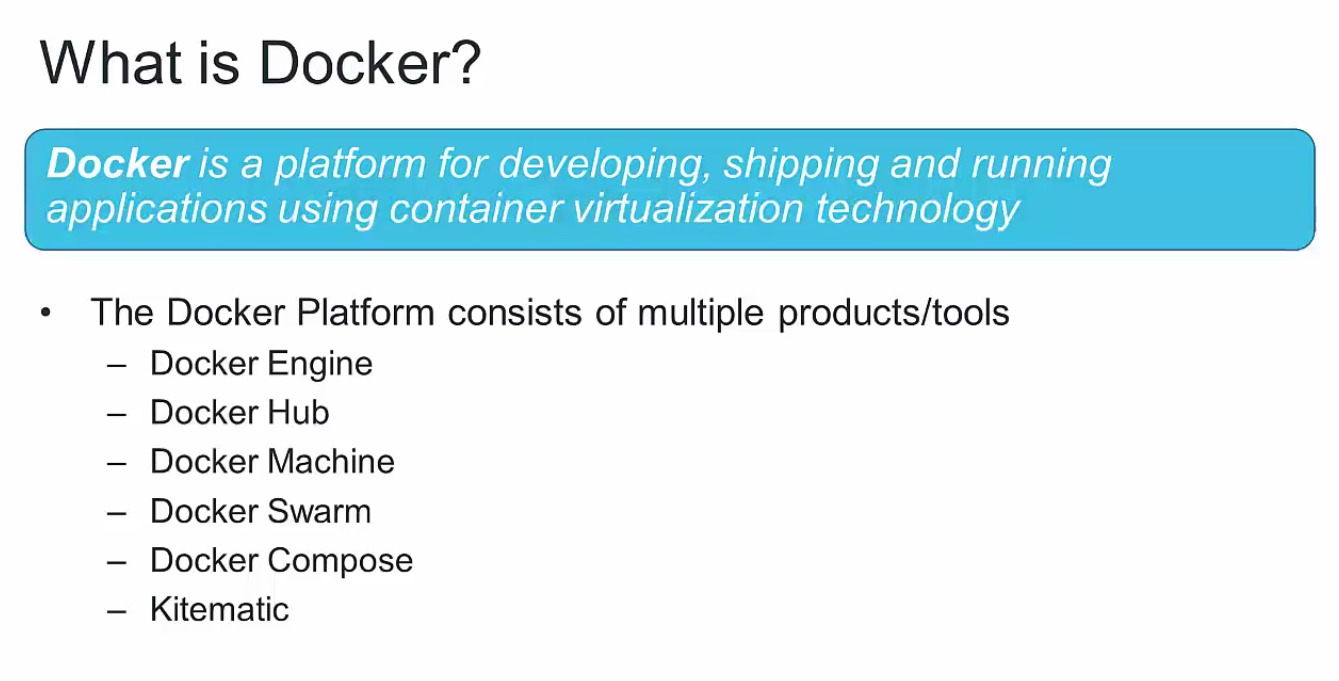 What is Docker?
Docker is a platform for developing, shipping and running
applications using container virtualization technology
• The Docker Platform consists of multiple products/tools
– Docker Engine
– Docker Hub
– Docker Machine
– Docker Swarm
– Docker Compose
– Kitematic